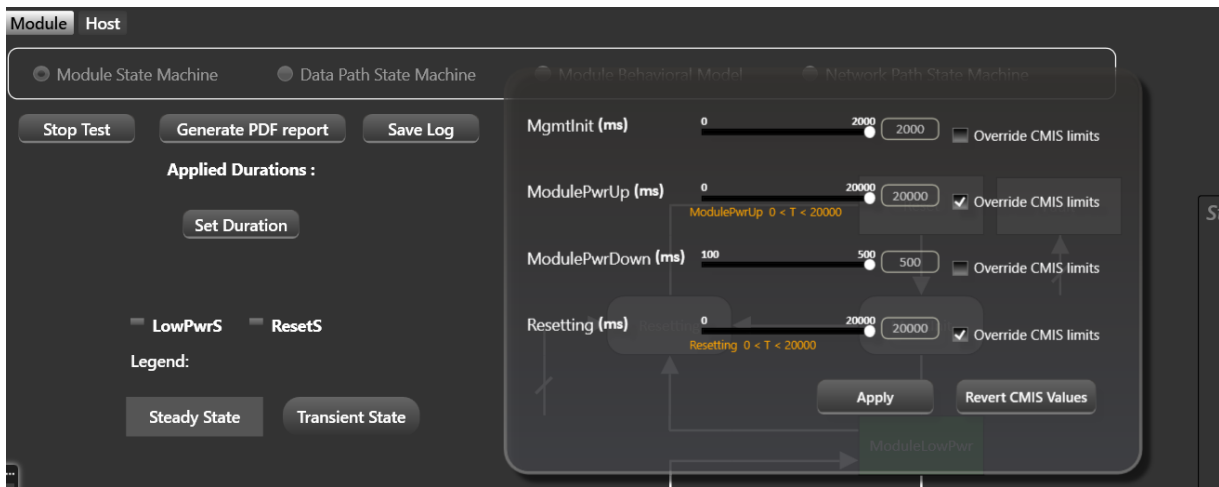 Module Host
Module State Machine Data Path State Machine Module Behavioral Model Network Path State Machine
Stop Test Generate PDF report Save Log
Applied Durations :
Set Duration
LowPwrS ResetS
Legend:
Steady State Transient State
MgmtInit (ms) 0 2000 2000 Override CMIS limits
ModulePwrUp (ms) 0 20000 20000 Override CMIS limits
ModulePwrUp 0 < T < 20000
ModulePwrDown (ms) 100 500 500 Override CMIS limits
Resetting (ms) 0 20000 20000 Override CMIS limits
Resetting 0 < T < 20000
Resetting
Apply Revert CMIS Values
ModuleLowPwr